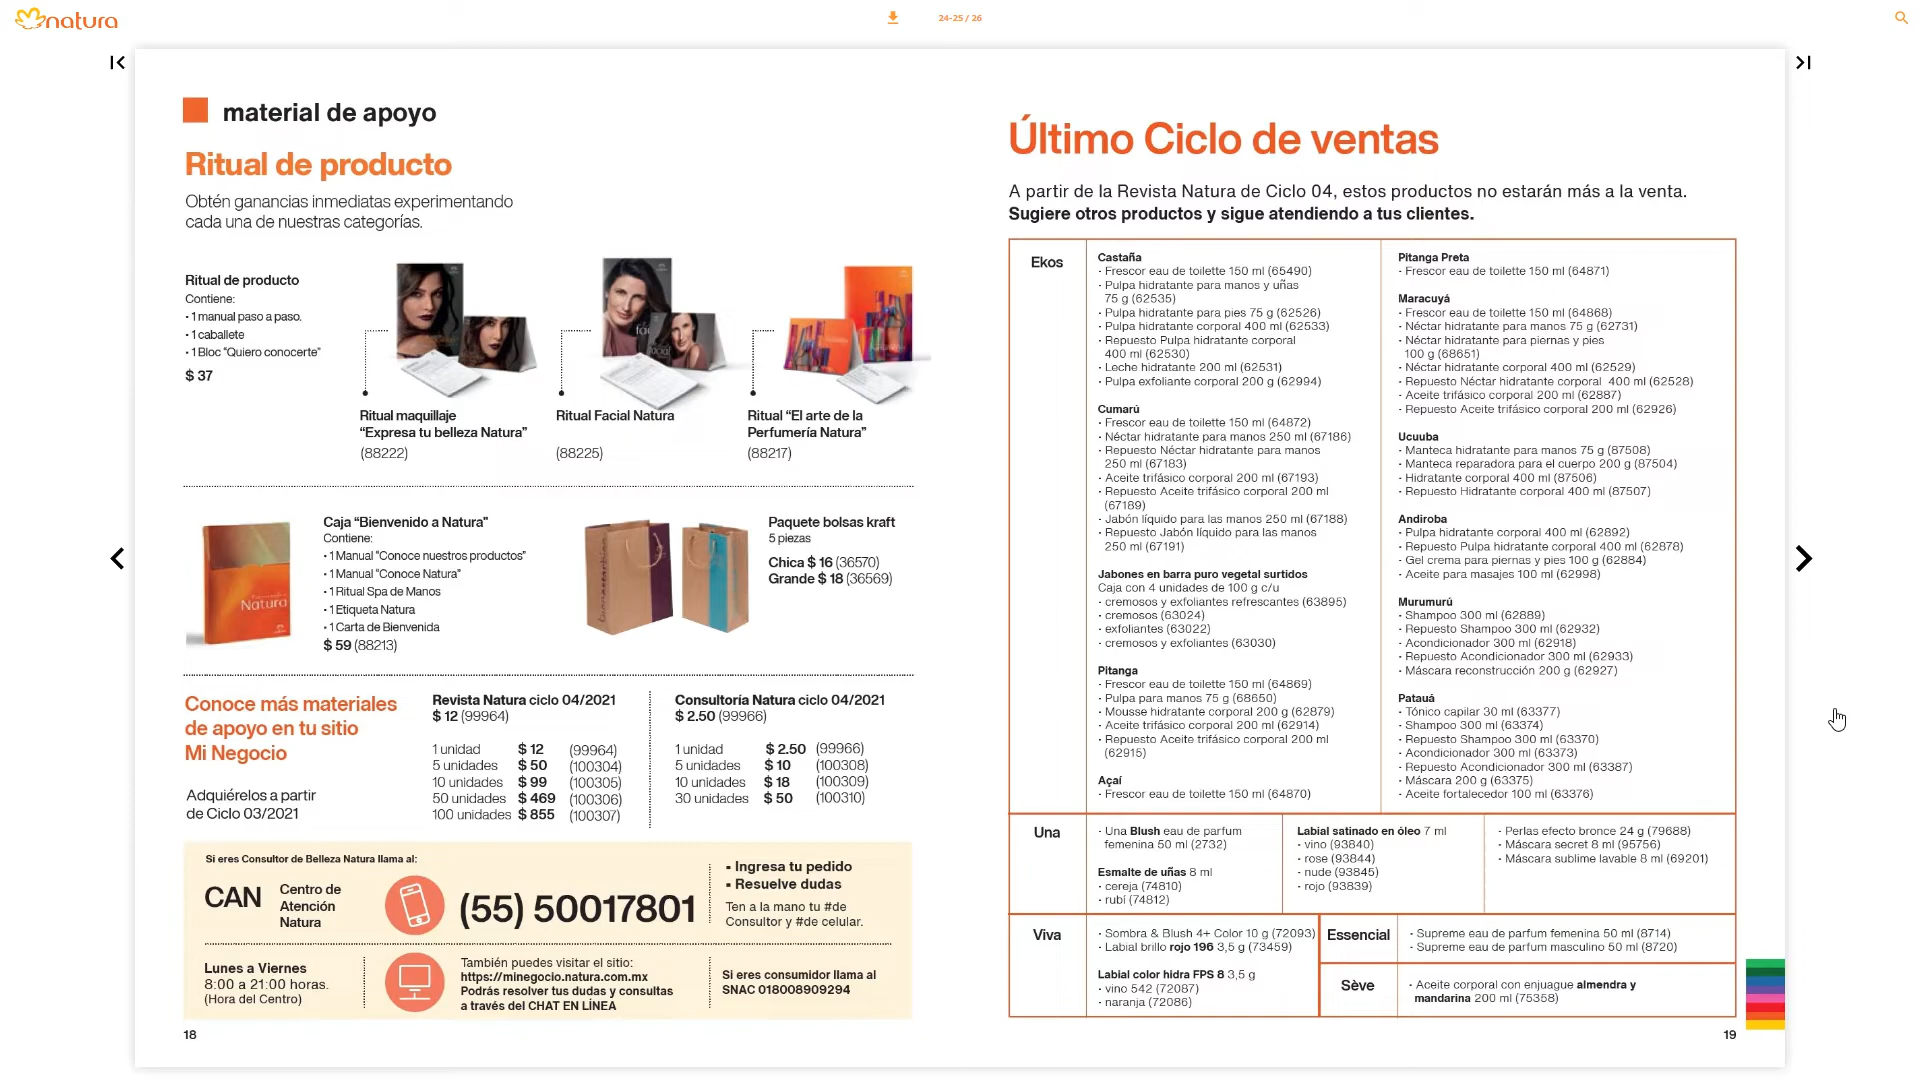 natura
24-25 / 26
material de apoyo
Ritual de producto
Obtén ganancias inmediatas experimentando
cada una de nuestras categorías.
Ritual de producto
Contiene:
• 1 manual paso a paso.
• 1 caballete
• 1 Bloc "Quiero conocerte"
$ 37
Ritual maquillaje
"Expresa tu belleza Natura"
(88222)
Ritual Facial Natura
(88225)
Ritual "El arte de la
Perfumería Natura"
(88217)
Natura
Caja "Bienvenido a Natura"
Contiene:
• 1 Manual "Conoce nuestros productos"
• 1 Manual "Conoce Natura"
• 1 Ritual Spa de Manos
• 1 Etiqueta Natura
• 1 Carta de Bienvenida
$ 59 (88213)
Paquete bolsas kraft
5 piezas
Chica $ 16 (36570)
Grande $ 18 (36569)
Conoce más materiales
de apoyo en tu sitio
Mi Negocio
Adquiérelos a partir
de Ciclo 03/2021
Revista Natura ciclo 04/2021
$ 12 (99964)
1 unidad $ 12 (99964)
5 unidades $ 50 (100304)
10 unidades $ 99 (100305)
50 unidades $ 469 (100306)
100 unidades $ 855 (100307)
Consultoría Natura ciclo 04/2021
$ 2.50 (99966)
1 unidad $ 2.50 (99966)
5 unidades $ 10 (100308)
10 unidades $ 18 (100309)
30 unidades $ 50 (100310)
Si eres Consultor de Belleza Natura llama al:
CAN
Centro de
Atención
Natura
(55) 50017801
▪ Ingresa tu pedido
▪ Resuelve dudas
Ten a la mano tu #de
Consultor y #de celular.
Lunes a Viernes
8:00 a 21:00 horas.
(Hora del Centro)
También puedes visitar el sitio:
https://minegocio.natura.com.mx
Podrás resolver tus dudas y consultas
a través del CHAT EN LÍNEA
Si eres consumidor llama al
SNAC 018008909294
18
Último Ciclo de ventas
A partir de la Revista Natura de Ciclo 04, estos productos no estarán más a la venta.
Sugiere otros productos y sigue atendiendo a tus clientes.
Ekos
Castaña
• Frescor eau de toilette 150 ml (65490)
• Pulpa hidratante para manos y uñas
75 g (62535)
• Pulpa hidratante para pies 75 g (62526)
• Pulpa hidratante corporal 400 ml (62533)
• Repuesto Pulpa hidratante corporal
400 ml (62530)
• Leche hidratante 200 ml (62531)
• Pulpa exfoliante corporal 200 g (62994)
Cumarú
• Frescor eau de toilette 150 ml (64872)
• Néctar hidratante para manos 250 ml (67186)
• Repuesto Néctar hidratante para manos
250 ml (67183)
• Aceite trifásico corporal 200 ml (67193)
• Repuesto Aceite trifásico corporal 200 ml
(67189)
• Jabón líquido para las manos 250 ml (67188)
• Repuesto Jabón líquido para las manos
250 ml (67191)
Jabones en barra puro vegetal surtidos
Caja con 4 unidades de 100 g c/u
• cremosos y exfoliantes refrescantes (63895)
• cremosos (63024)
• exfoliantes (63022)
• cremosos y exfoliantes (63030)
Pitanga
• Frescor eau de toilette 150 ml (64869)
• Pulpa para manos 75 g (68650)
• Mousse hidratante corporal 200 g (62879)
• Aceite trifásico corporal 200 ml (62914)
• Repuesto Aceite trifásico corporal 200 ml
(62915)
Açaí
• Frescor eau de toilette 150 ml (64870)
Pitanga Preta
• Frescor eau de toilette 150 ml (64871)
Maracuyá
• Frescor eau de toilette 150 ml (64868)
• Néctar hidratante para manos 75 g (62731)
• Néctar hidratante para piernas y pies
100 g (68651)
• Néctar hidratante corporal 400 ml (62529)
• Repuesto Néctar hidratante corporal 400 ml (62528)
• Aceite trifásico corporal 200 ml (62887)
• Repuesto Aceite trifásico corporal 200 ml (62926)
Ucuuba
• Manteca hidratante para manos 75 g (87508)
• Manteca reparadora para el cuerpo 200 g (87504)
• Hidratante corporal 400 ml (87506)
• Repuesto Hidratante corporal 400 ml (87507)
Andiroba
• Pulpa hidratante corporal 400 ml (62892)
• Repuesto Pulpa hidratante corporal 400 ml (62878)
• Gel crema para piernas y pies 100 g (62884)
• Aceite para masajes 100 ml (62998)
Murumurú
• Shampoo 300 ml (62889)
• Repuesto Shampoo 300 ml (62932)
• Acondicionador 300 ml (62918)
• Repuesto Acondicionador 300 ml (62933)
• Máscara reconstrucción 200 g (62927)
Patauá
• Tónico capilar 30 ml (63377)
• Shampoo 300 ml (63374)
• Repuesto Shampoo 300 ml (63370)
• Acondicionador 300 ml (63373)
• Repuesto Acondicionador 300 ml (63387)
• Máscara 200 g (63375)
• Aceite fortalecedor 100 ml (63376)
Una
• Una Blush eau de parfum
femenina 50 ml (2732)
Esmalte de uñas 8 ml
• cereja (74810)
• rubí (74812)
Labial satinado en óleo 7 ml
• vino (93840)
• rose (93844)
• nude (93845)
• rojo (93839)
• Perlas efecto bronce 24 g (79688)
• Máscara secret 8 ml (95756)
• Máscara sublime lavable 8 ml (69201)
Viva
• Sombra & Blush 4+ Color 10 g (72093)
• Labial brillo rojo 196 3,5 g (73459)
Labial color hidra FPS 8 3,5 g
• vino 542 (72087)
• naranja (72086)
Essencial
• Supreme eau de parfum femenina 50 ml (8714)
• Supreme eau de parfum masculino 50 ml (8720)
Sève
• Aceite corporal con enjuague almendra y
mandarina 200 ml (75358)
19